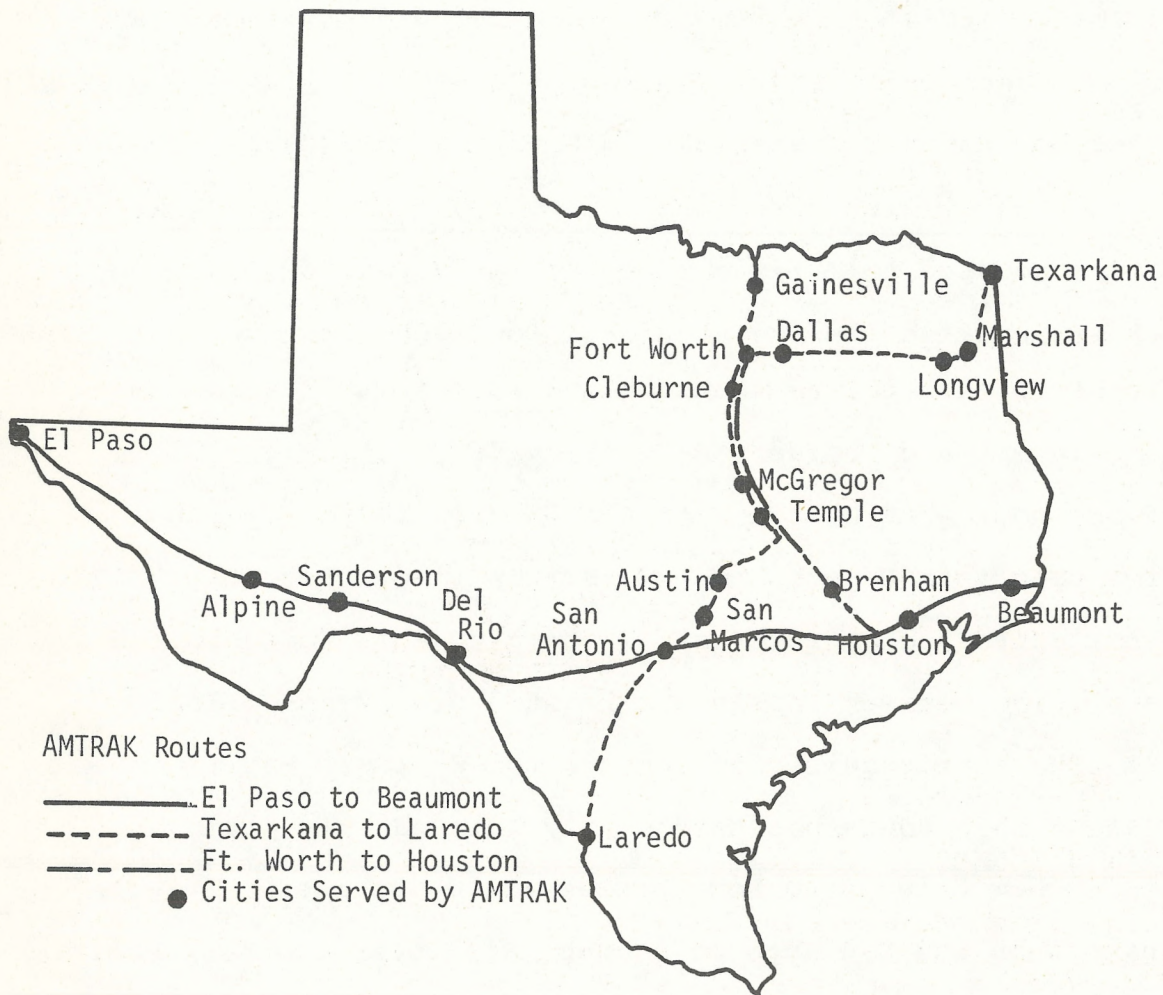 Gainesville
Texarkana
Dallas
Marshall
Fort Worth
Cleburne
Longview
El Paso
McGregor
Temple
Sanderson
Alpine
Del
Rio
Austin
San
Antonio
San
Marcos
Brenham
Houston
Beaumont
Laredo
AMTRAK Routes
El Paso to Beaumont
Texarkana to Laredo
Ft. Worth to Houston
Cities Served by AMTRAK